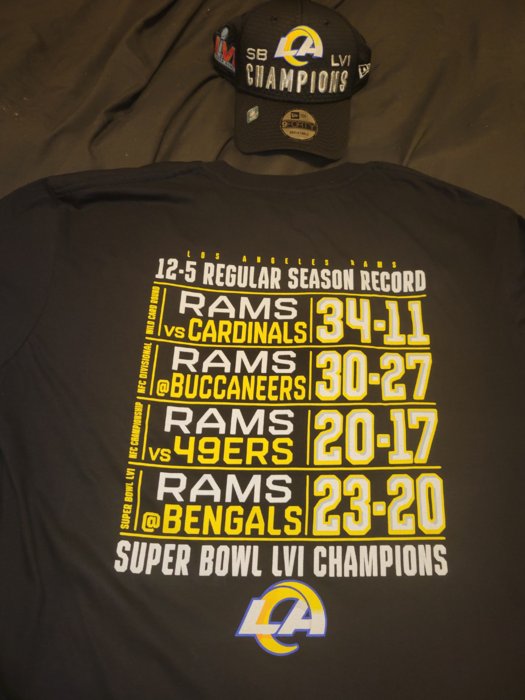 SB LA LVI
CHAMPIONS
9FORTY
LOS ANGELES RAMS
12-5 REGULAR SEASON RECORD
WILD CARD ROUND
RAMS
vs CARDINALS
34-11
NFC DIVISIONAL
RAMS
@BUCCANEERS
30-27
NFC CHAMPIONSHIP
RAMS
vs 49ERS
20-17
SUPER BOWL LVI
RAMS
@BENGALS
23-20
SUPER BOWL LVI CHAMPIONS
LA